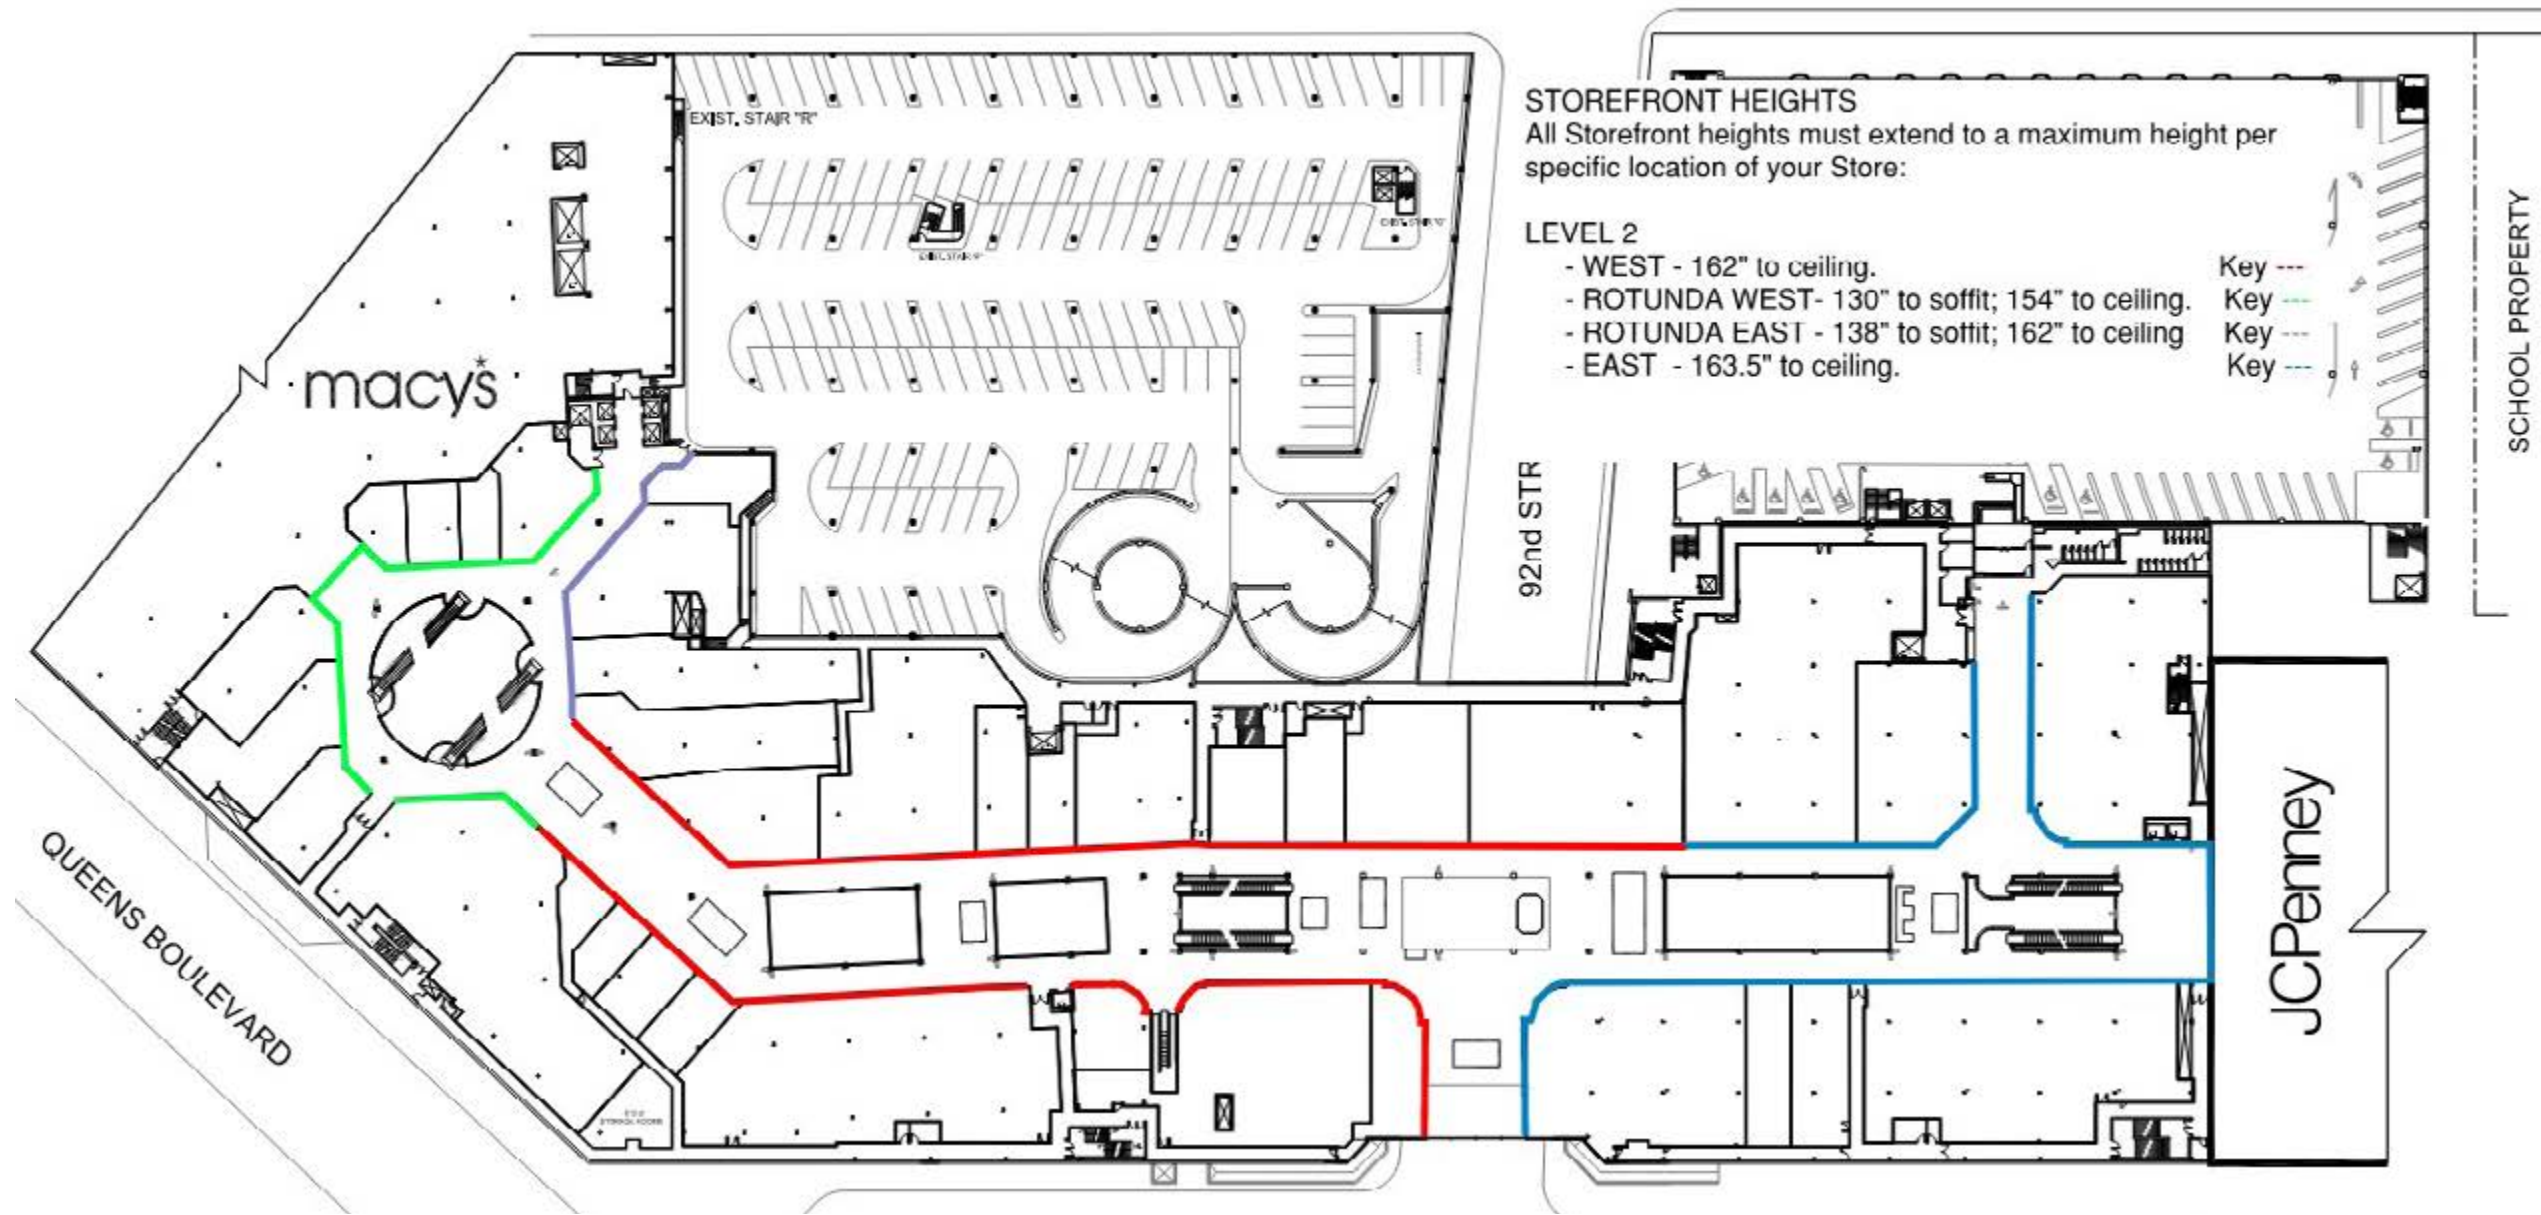 EXIST. STAIR "R"
STOREFRONT HEIGHTS
All Storefront heights must extend to a maximum height per
specific location of your Store:
LEVEL 2
- WEST - 162" to ceiling. Key ---
- ROTUNDA WEST- 130" to soffit; 154" to ceiling. Key ---
- ROTUNDA EAST - 138" to soffit; 162" to ceiling Key ---
- EAST - 163.5" to ceiling. Key ---
SCHOOL PROPERTY
macy's
92nd STR
QUEENS BOULEVARD
JCPenney